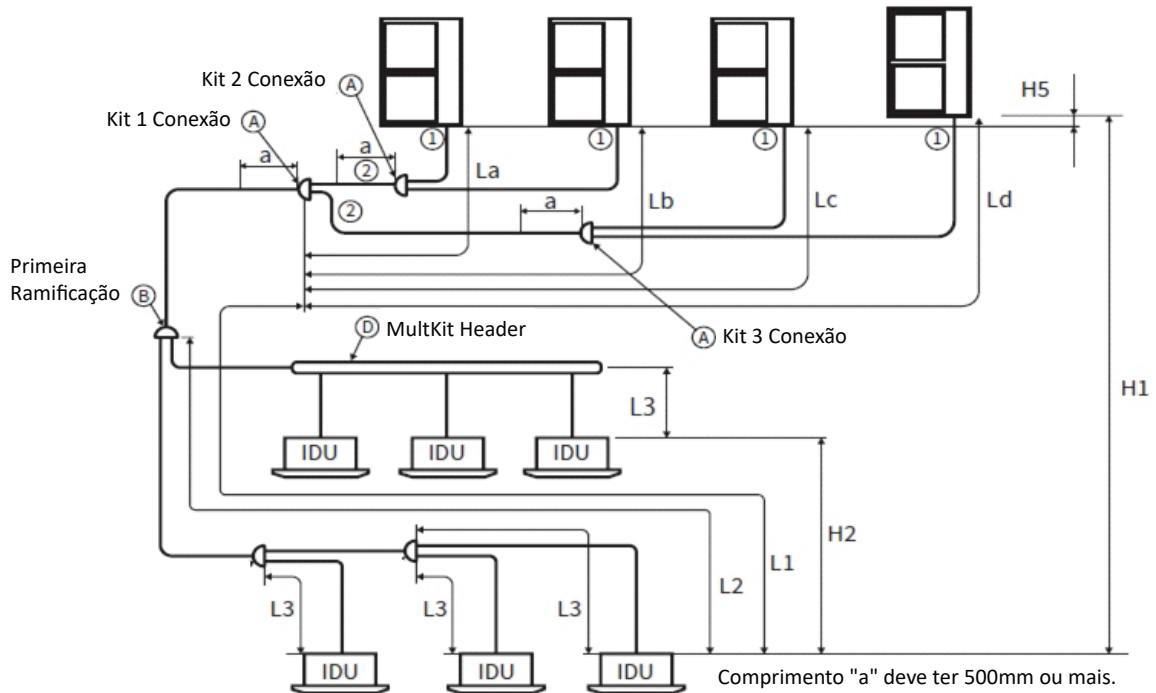 Kit 2 Conexão A
Kit 1 Conexão A
H5
1 1 1 1
a a
2
La Lb Lc Ld
2
a
Primeira
Ramificação B
D MultKit Header
A Kit 3 Conexão
H1
L3
IDU IDU IDU
H2
L1
L2
L3 L3 L3
IDU IDU IDU
Comprimento "a" deve ter 500mm ou mais.